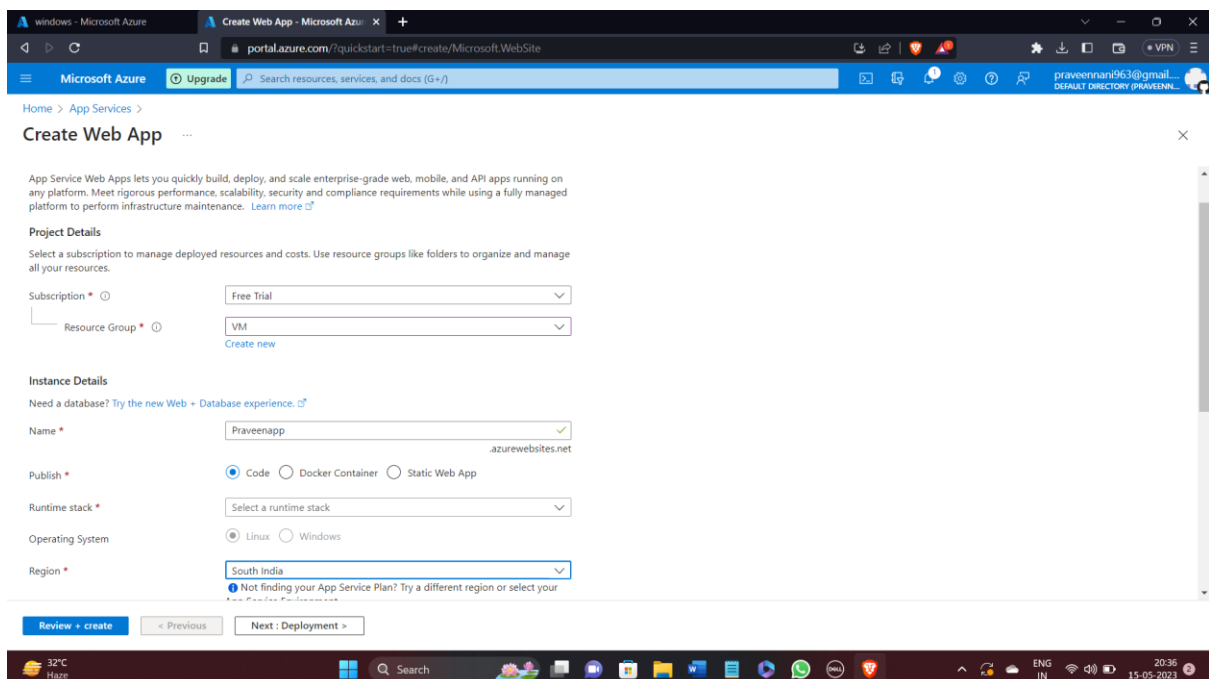 windows - Microsoft Azure
Create Web App - Microsoft Azu
portal.azure.com/?quickstart=true#create/Microsoft.WebSite
VPN
Microsoft Azure
Upgrade
Search resources, services, and docs (G+/)
1
praveennani963@gmail....
DEFAULT DIRECTORY (PRAVEENN...
Home > App Services >
Create Web App ...
App Service Web Apps lets you quickly build, deploy, and scale enterprise-grade web, mobile, and API apps running on
any platform. Meet rigorous performance, scalability, security and compliance requirements while using a fully managed
platform to perform infrastructure maintenance. Learn more
Project Details
Select a subscription to manage deployed resources and costs. Use resource groups like folders to organize and manage
all your resources.
Subscription *
Free Trial
Resource Group *
VM
Create new
Instance Details
Need a database? Try the new Web + Database experience.
Name *
Praveenapp
.azurewebsites.net
Publish *
Code Docker Container Static Web App
Runtime stack *
Select a runtime stack
Operating System
Linux Windows
Region *
South India
Not finding your App Service Plan? Try a different region or select your
App Service Environment
Review + create
< Previous
Next : Deployment >
32°C
Haze
Search
DELL
ENG
IN
20:36
15-05-2023
2